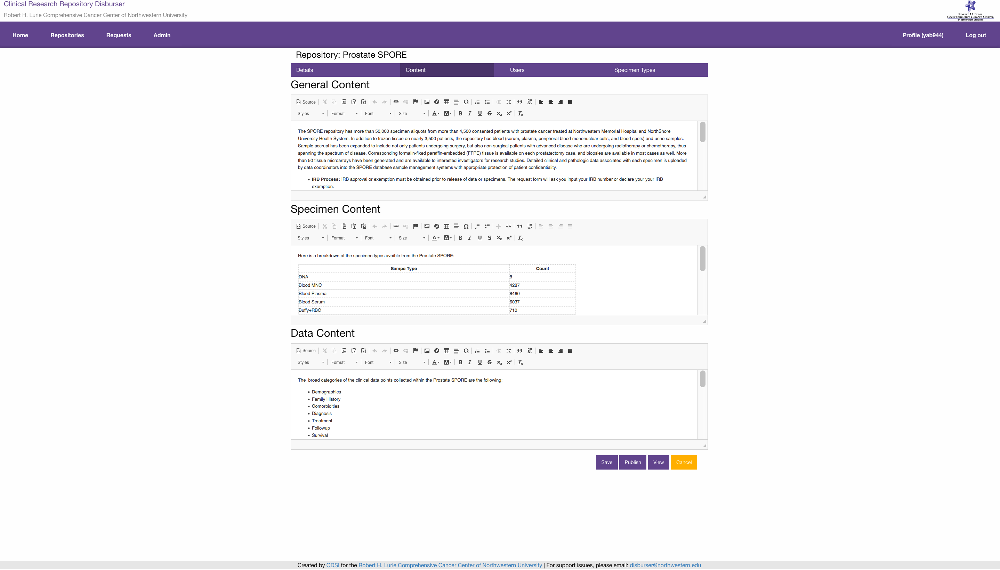 Clinical Research Repository Disburser
Robert H. Lurie Comprehensive Cancer Center of Northwestern University
ROBERT H. LURIE
COMPREHENSIVE CANCER CENTER
OF NORTHWESTERN UNIVERSITY
Home Repositories Requests Admin Profile (yab944) Log out
Repository: Prostate SPORE
Details Content Users Specimen Types
General Content
Source
Styles Format Font Size
The SPORE repository has more than 50,000 specimen aliquots from more than 4,500 consented patients with prostate cancer treated at Northwestern Memorial Hospital and NorthShore
University Health System. In addition to frozen tissue on nearly 3,500 patients, the repository has blood (serum, plasma, peripheral blood mononuclear cells, and blood spots) and urine samples.
Sample accrual has been expanded to include not only patients undergoing surgery, but also non-surgical patients with advanced disease who are undergoing radiotherapy or chemotherapy, thus
spanning the spectrum of disease. Corresponding formalin-fixed paraffin-embedded (FFPE) tissue is available on each prostatectomy case, and biopsies are available in most cases as well. More
than 50 tissue microarrays have been generated and are available to interested investigators for research studies. Detailed clinical and pathologic data associated with each specimen is uploaded
by data coordinators into the SPORE database sample management systems with appropriate protection of patient confidentiality.
• IRB Process: IRB approval or exemption must be obtained prior to release of data or specimens. The request form will ask you input your IRB number or declare your your IRB
exemption.
Specimen Content
Source
Styles Format Font Size
Here is a breakdown of the specimen types avaible from the Prostate SPORE:
Sampe Type Count
DNA 8
Blood MNC 4287
Blood Plasma 8460
Blood Serum 6037
Buffy+RBC 710
Data Content
Source
Styles Format Font Size
The  broad categories of the clinical data points collected within the Prostate SPORE are the following:
• Demographics
• Family History
• Comorbidities
• Diagnosis
• Treatment
• Followup
• Survival
Save Publish View Cancel
Created by CDSI for the Robert H. Lurie Comprehensive Cancer Center of Northwestern University | For support issues, please email: disburser@northwestern.edu